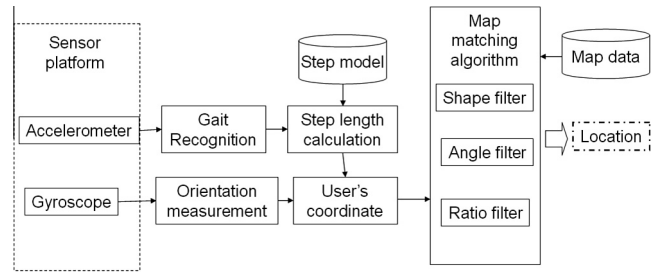 Sensor
platform
Accelerometer
Gyroscope
Gait
Recognition
Orientation
measurement
Step model
Step length
calculation
User's
coordinate
Map
matching
algorithm
Shape filter
Angle filter
Ratio filter
Map data
Location